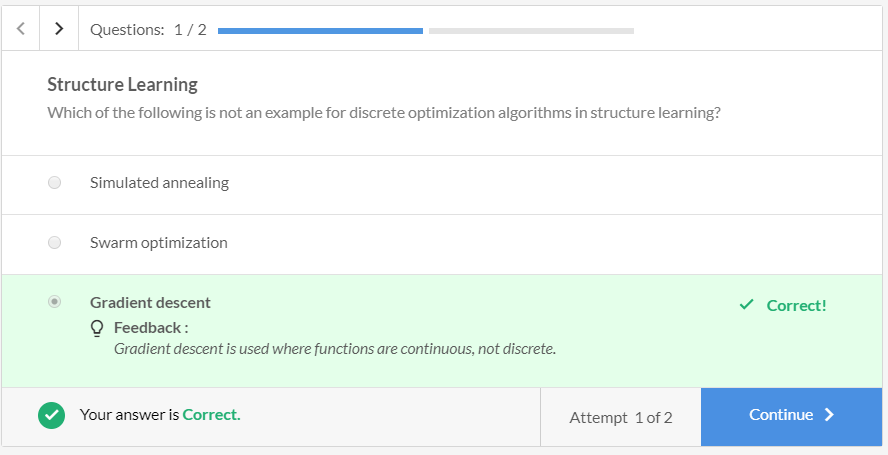 Questions: 1 / 2
Structure Learning
Which of the following is not an example for discrete optimization algorithms in structure learning?
Simulated annealing
Swarm optimization
Gradient descent
Correct!
Feedback :
Gradient descent is used where functions are continuous, not discrete.
Your answer is Correct.
Attempt 1 of 2
Continue